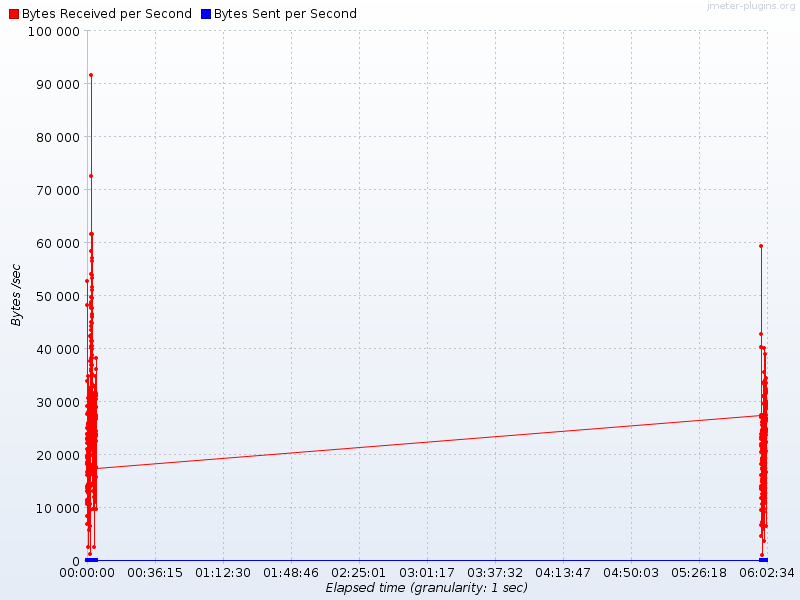 jmeter-plugins.org
Bytes Received per Second Bytes Sent per Second
100 000
90 000
80 000
70 000
60 000
50 000
40 000
30 000
20 000
10 000
0
Bytes /sec
00:00:00 00:36:15 01:12:30 01:48:46 02:25:01 03:01:17 03:37:32 04:13:47 04:50:03 05:26:18 06:02:34
Elapsed time (granularity: 1 sec)